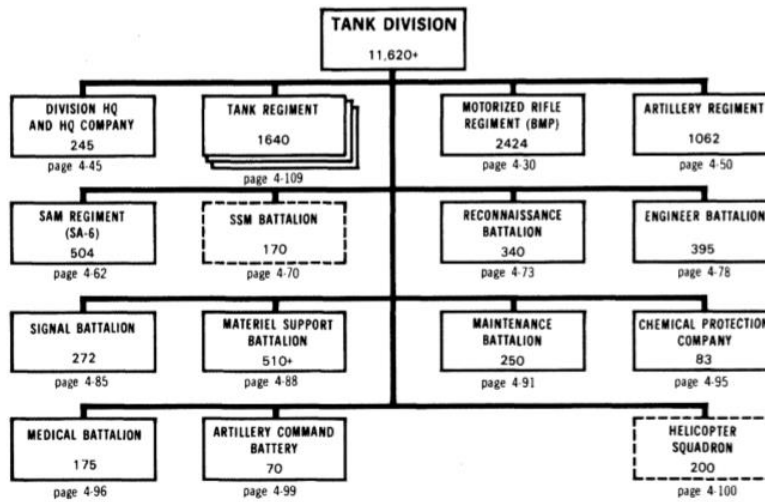 TANK DIVISION
11,620+
DIVISION HQ
AND HQ COMPANY
245
page 4-45
TANK REGIMENT
1640
page 4-109
MOTORIZED RIFLE
REGIMENT (BMP)
2424
page 4-30
ARTILLERY REGIMENT
1062
page 4-50
SAM REGIMENT
(SA-6)
504
page 4-62
SSM BATTALION
170
page 4-70
RECONNAISSANCE
BATTALION
340
page 4-73
ENGINEER BATTALION
395
page 4-78
SIGNAL BATTALION
272
page 4-85
MATERIEL SUPPORT
BATTALION
510+
page 4-88
MAINTENANCE
BATTALION
250
page 4-91
CHEMICAL PROTECTION
COMPANY
83
page 4-95
MEDICAL BATTALION
175
page 4-96
ARTILLERY COMMAND
BATTERY
70
page 4-99
HELICOPTER
SQUADRON
200
page 4-100